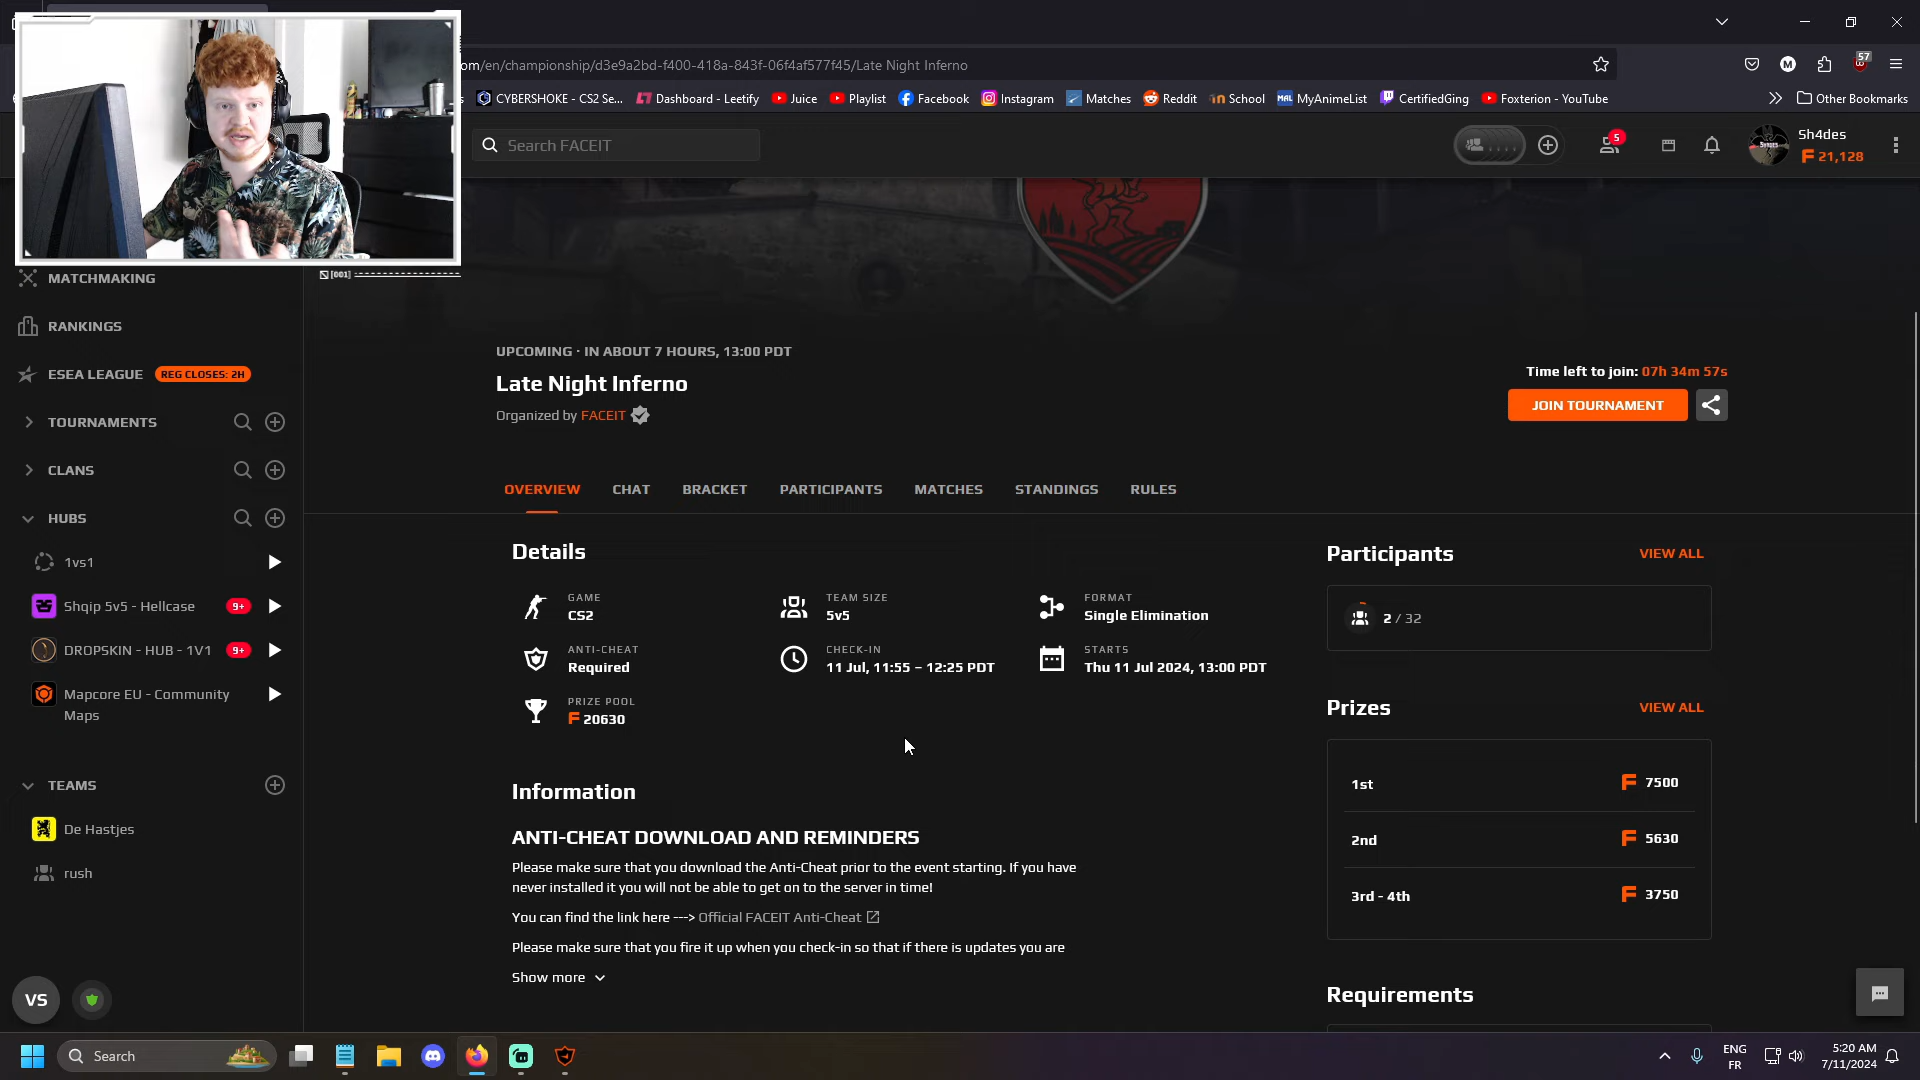 om/en/championship/d3e9a2bd-f400-418a-843f-06f4af577f45/Late Night Inferno
57
CYBERSHOKE - CS2 Se...
Dashboard - Leetify
Juice
Playlist
Facebook
Instagram
Matches
Reddit
School
MyAnimeList
CertifiedGing
Foxterion - YouTube
Other Bookmarks
Search FACEIT
5
Sh4des
21,128
[001]
MATCHMAKING
RANKINGS
ESEA LEAGUE REG CLOSES: 2H
TOURNAMENTS
CLANS
HUBS
1vs1
Shqip 5v5 - Hellcase 9+
DROPSKIN - HUB - 1V1 9+
Mapcore EU - Community
Maps
TEAMS
De Hastjes
rush
VS
UPCOMING · IN ABOUT 7 HOURS, 13:00 PDT
Late Night Inferno
Organized by FACEIT
Time left to join: 07h 34m 57s
JOIN TOURNAMENT
OVERVIEW CHAT BRACKET PARTICIPANTS MATCHES STANDINGS RULES
Details
GAME
CS2
TEAM SIZE
5v5
FORMAT
Single Elimination
ANTI-CHEAT
Required
CHECK-IN
11 Jul, 11:55 – 12:25 PDT
STARTS
Thu 11 Jul 2024, 13:00 PDT
PRIZE POOL
20630
Information
ANTI-CHEAT DOWNLOAD AND REMINDERS
Please make sure that you download the Anti-Cheat prior to the event starting. If you have
never installed it you will not be able to get on to the server in time!
You can find the link here ---> Official FACEIT Anti-Cheat
Please make sure that you fire it up when you check-in so that if there is updates you are
Show more
Participants VIEW ALL
2 / 32
Prizes VIEW ALL
1st 7500
2nd 5630
3rd - 4th 3750
Requirements
Search
ENG
FR
5:20 AM
7/11/2024